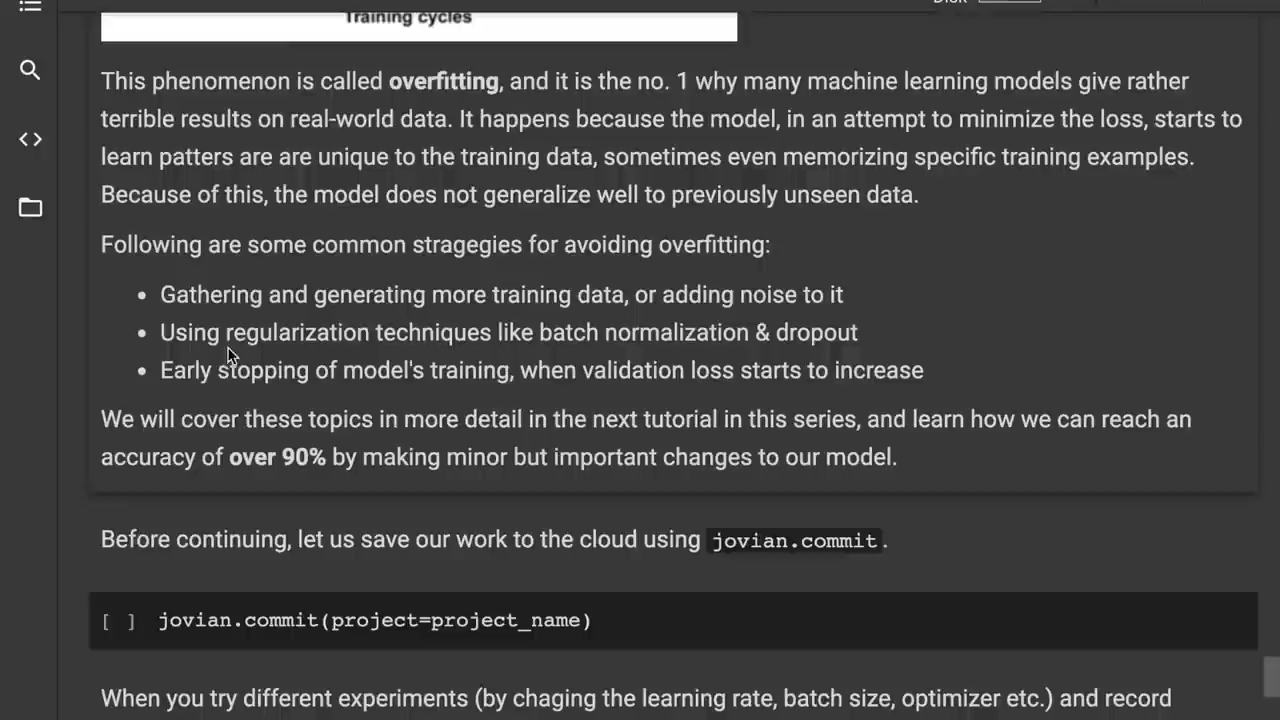 Disk
Training cycles
This phenomenon is called overfitting, and it is the no. 1 why many machine learning models give rather
terrible results on real-world data. It happens because the model, in an attempt to minimize the loss, starts to
learn patters are are unique to the training data, sometimes even memorizing specific training examples.
Because of this, the model does not generalize well to previously unseen data.
Following are some common stragegies for avoiding overfitting:
• Gathering and generating more training data, or adding noise to it
• Using regularization techniques like batch normalization & dropout
• Early stopping of model's training, when validation loss starts to increase
We will cover these topics in more detail in the next tutorial in this series, and learn how we can reach an
accuracy of over 90% by making minor but important changes to our model.
Before continuing, let us save our work to the cloud using jovian.commit.
[ ] jovian.commit(project=project_name)
When you try different experiments (by chaging the learning rate, batch size, optimizer etc.) and record